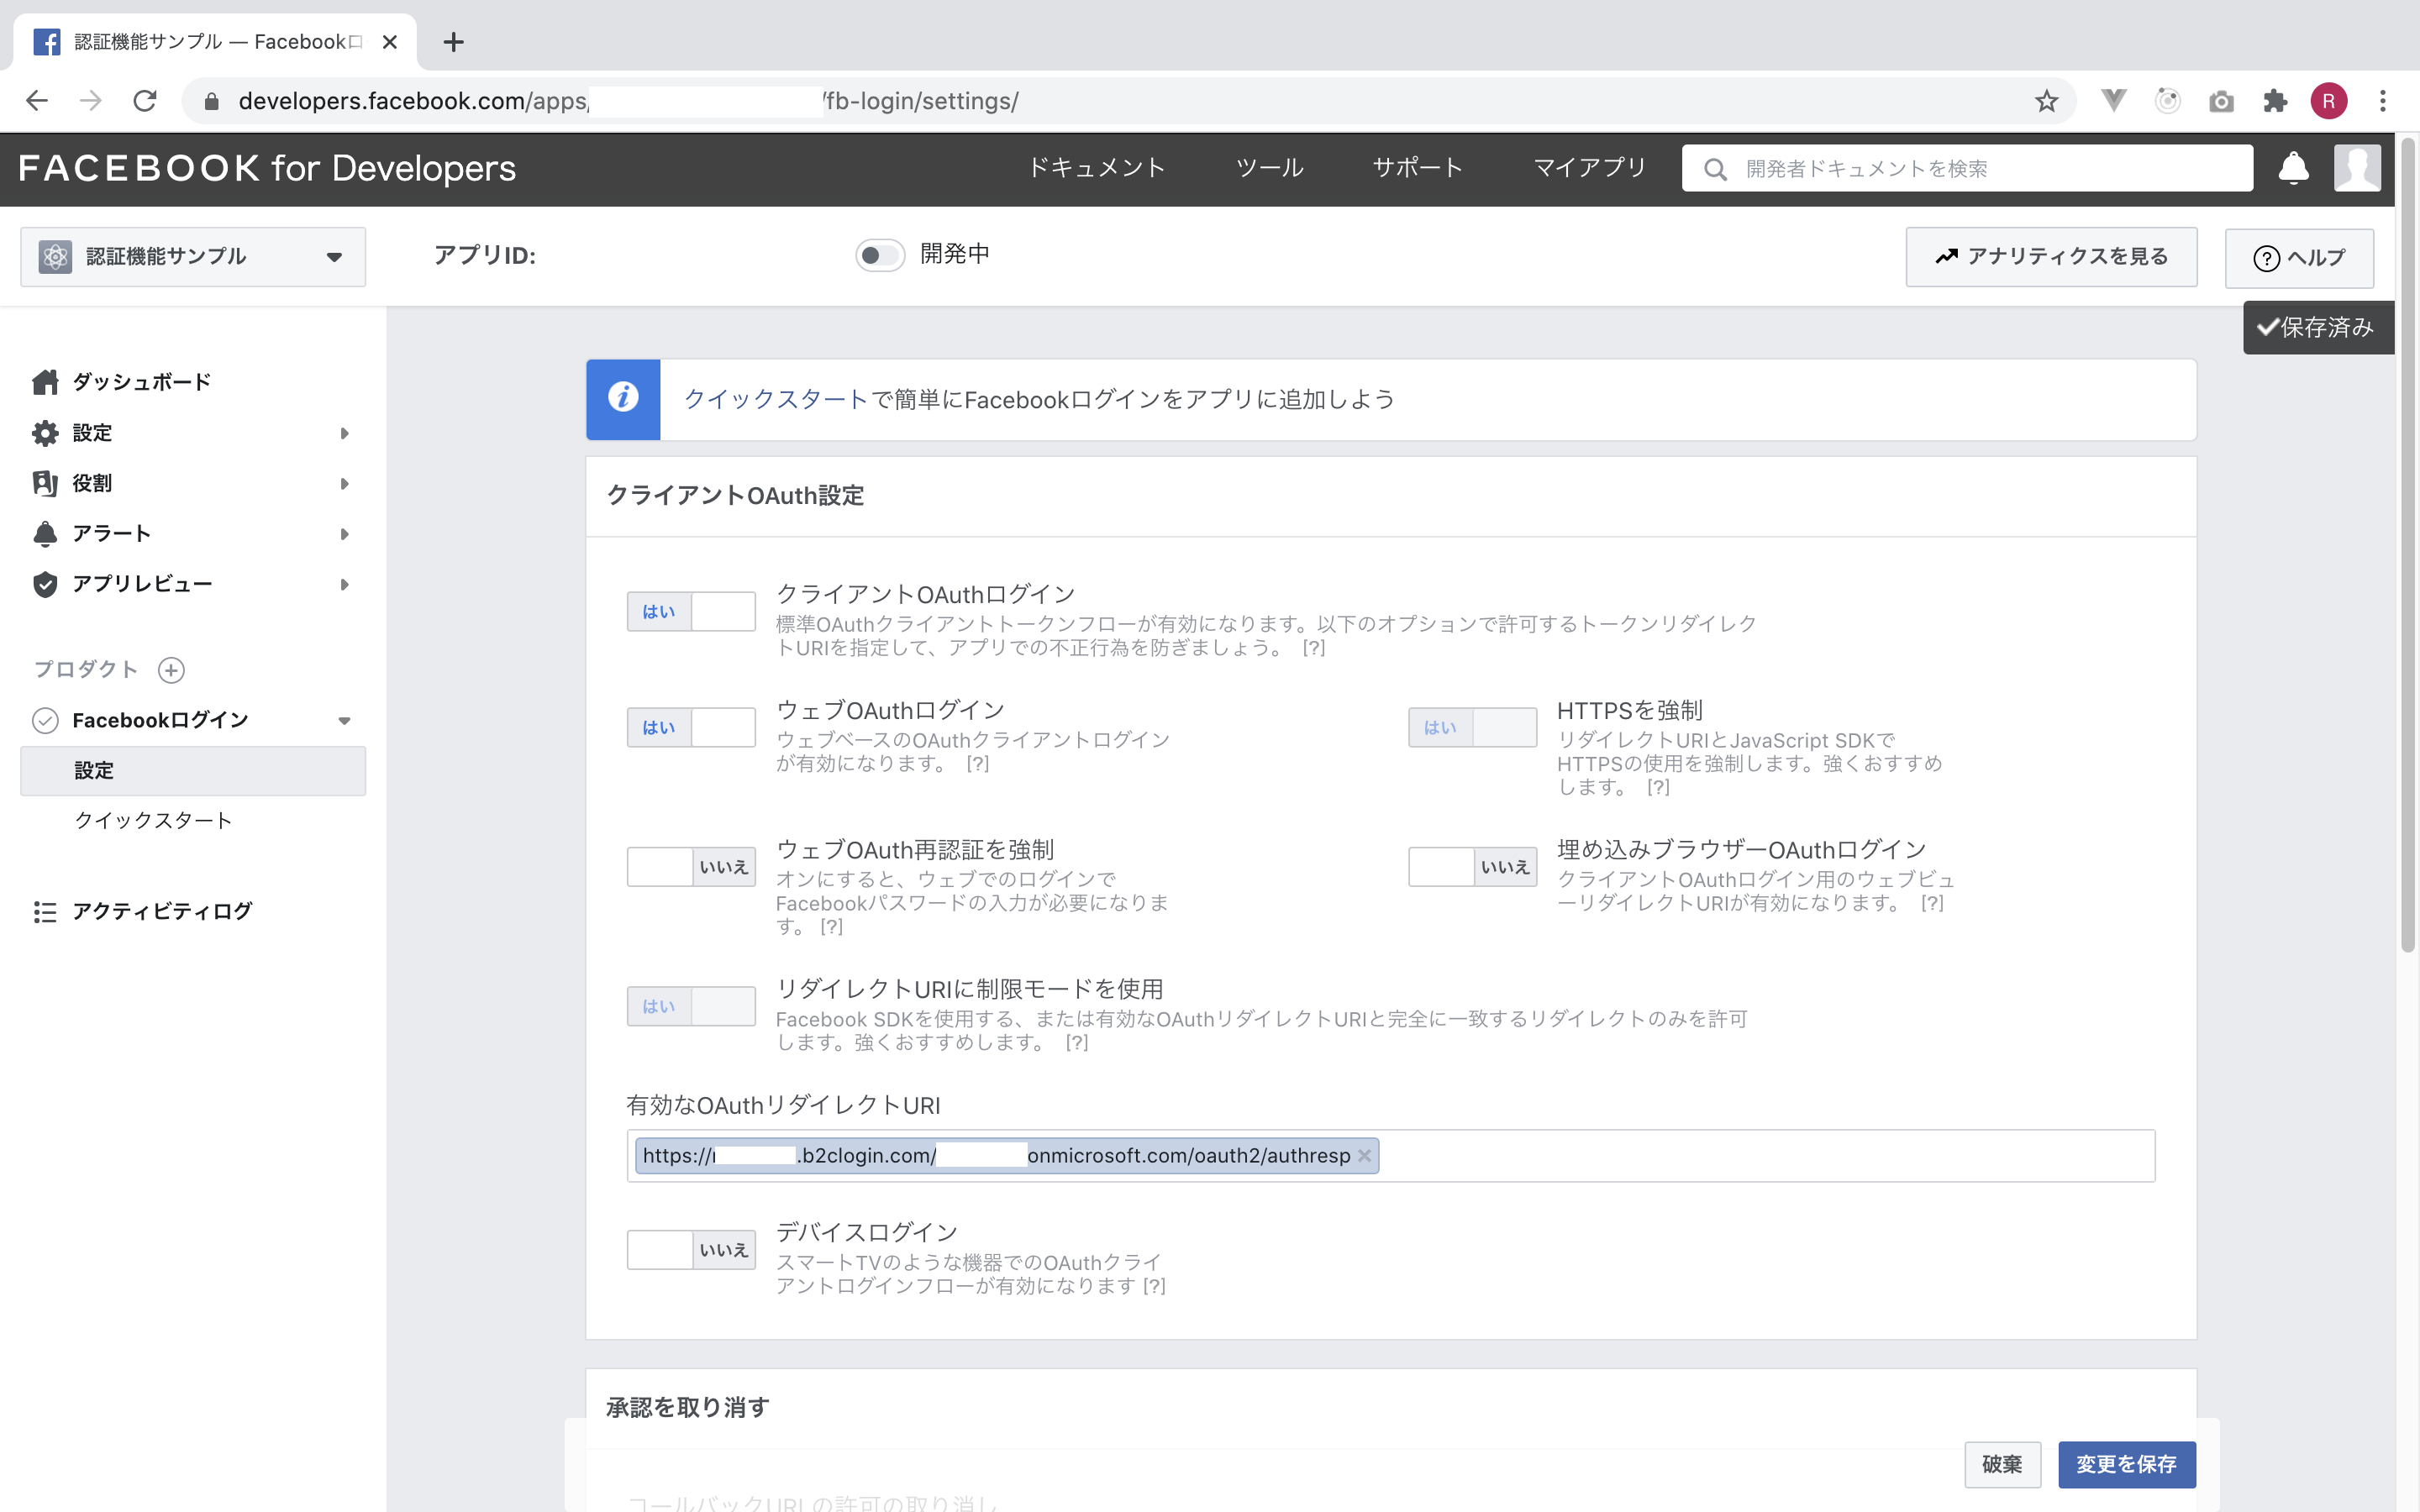 認証機能サンプル — Facebookロ
developers.facebook.com/apps/ /fb-login/settings/
R
FACEBOOK for Developers
ドキュメント
ツール
サポート
マイアプリ
開発者ドキュメントを検索
認証機能サンプル
アプリID:
開発中
アナリティクスを見る
ヘルプ
保存済み
ダッシュボード
設定
役割
アラート
アプリレビュー
プロダクト
Facebookログイン
設定
クイックスタート
アクティビティログ
クイックスタートで簡単にFacebookログインをアプリに追加しよう
クライアントOAuth設定
はい
クライアントOAuthログイン
標準OAuthクライアントトークンフローが有効になります。以下のオプションで許可するトークンリダイレク
トURIを指定して、アプリでの不正行為を防ぎましょう。 [?]
はい
ウェブOAuthログイン
ウェブベースのOAuthクライアントログイン
が有効になります。 [?]
はい
HTTPSを強制
リダイレクトURIとJavaScript SDKで
HTTPSの使用を強制します。強くおすすめ
します。 [?]
いいえ
ウェブOAuth再認証を強制
オンにすると、ウェブでのログインで
Facebookパスワードの入力が必要になりま
す。 [?]
いいえ
埋め込みブラウザーOAuthログイン
クライアントOAuthログイン用のウェブビュ
ーリダイレクトURIが有効になります。 [?]
はい
リダイレクトURIに制限モードを使用
Facebook SDKを使用する、または有効なOAuthリダイレクトURIと完全に一致するリダイレクトのみを許可
します。強くおすすめします。 [?]
有効なOAuthリダイレクトURI
https:// .b2clogin.com/ onmicrosoft.com/oauth2/authresp
いいえ
デバイスログイン
スマートTVのような機器でのOAuthクライ
アントログインフローが有効になります [?]
承認を取り消す
コールバックURLの許可の取り消し
破棄
変更を保存